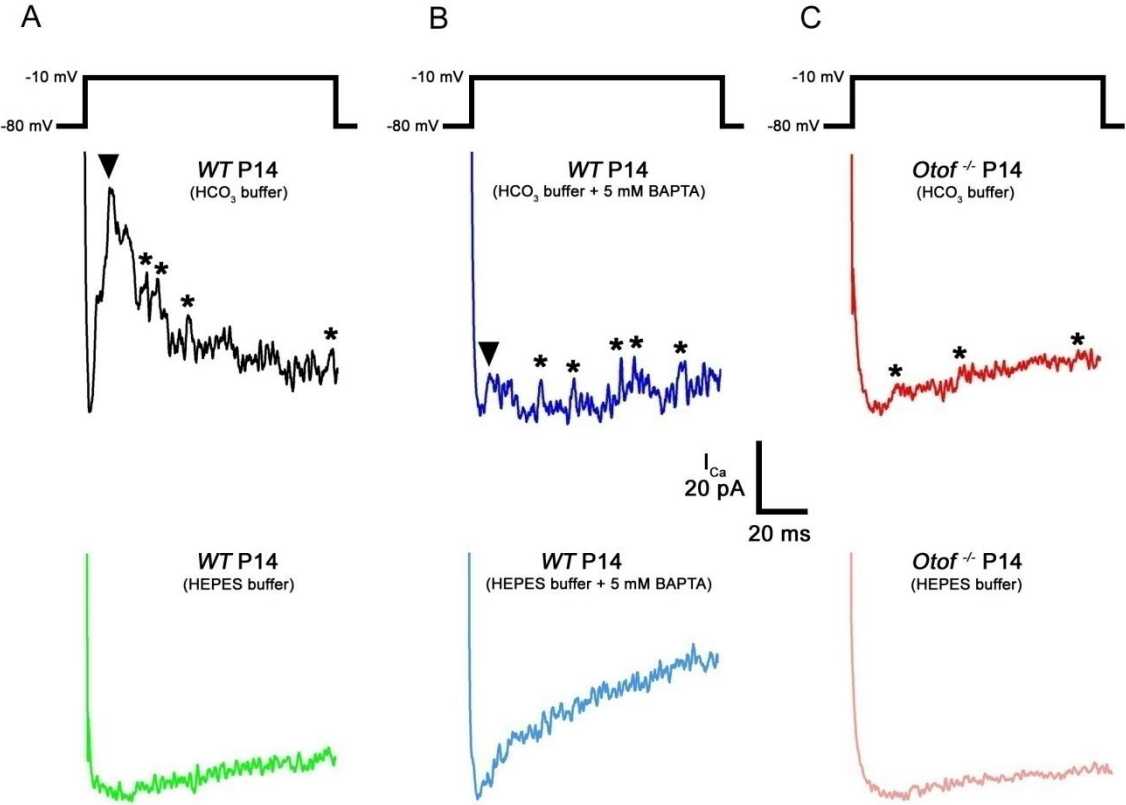 A
B
C
-10 mV
-80 mV
-10 mV
-80 mV
-10 mV
-80 mV
WT P14
(HCO3 buffer)
*
*
*
*
WT P14
(HCO3 buffer + 5 mM BAPTA)
*
*
*
*
*
Otof -/- P14
(HCO3 buffer)
*
*
*
ICa
20 pA
20 ms
WT P14
(HEPES buffer)
WT P14
(HEPES buffer + 5 mM BAPTA)
Otof -/- P14
(HEPES buffer)